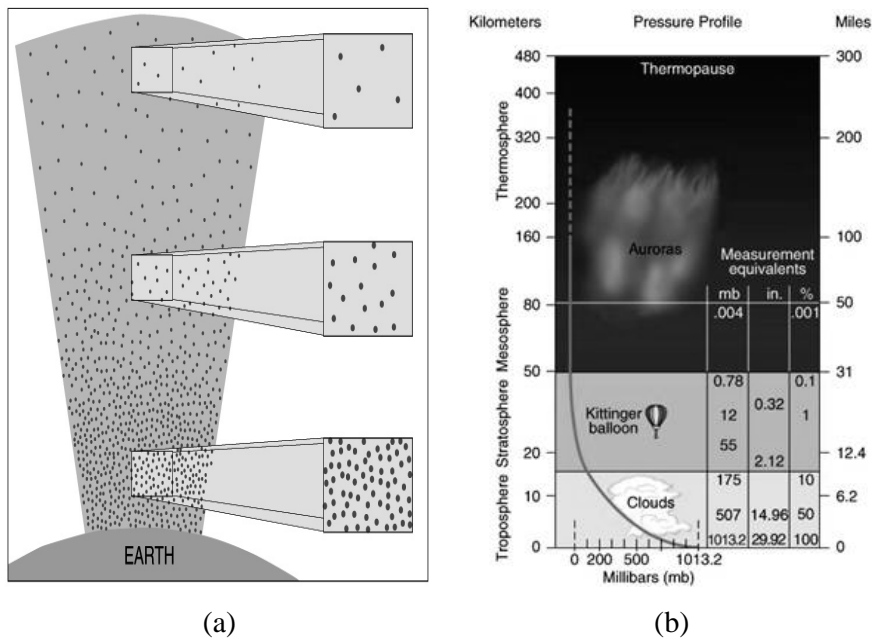 EARTH
(a)
Kilometers Pressure Profile Miles
480 Thermopause 300
400
320 200
200
160 Auroras 100
Measurement
equivalents
mb in. %
80 50
.004 .001
50 31
0.78 0.1
0.32
Kittinger 12 1
balloon
55
20 12.4
2.12
175 10
10 Clouds 6.2
507 14.96 50
0 1013.2 29.92 100 0
0 200 500 1013.2
Millibars (mb)
Thermosphere
Mesosphere
Stratosphere
Troposphere
(b)